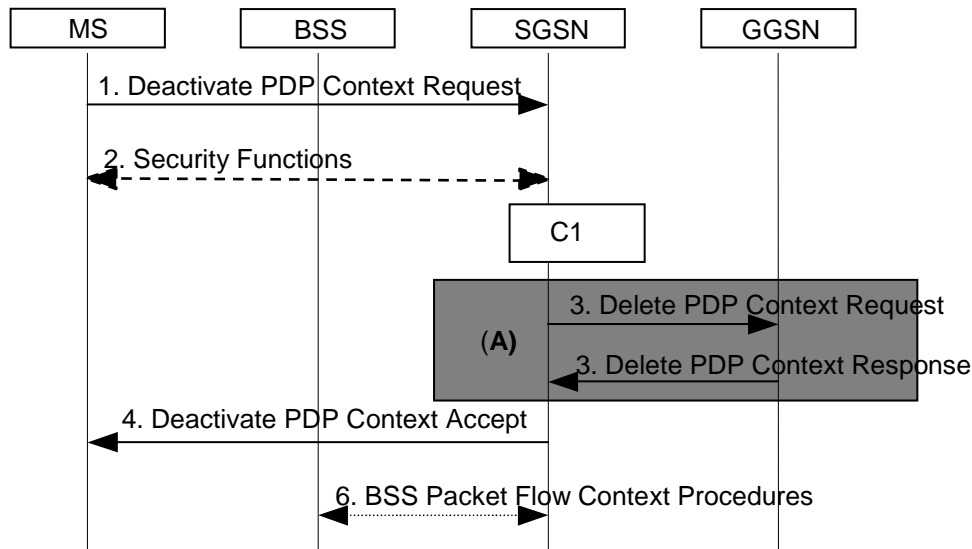 MS BSS SGSN GGSN
1. Deactivate PDP Context Request
2. Security Functions
C1
3. Delete PDP Context Request
(A)
3. Delete PDP Context Response
4. Deactivate PDP Context Accept
6. BSS Packet Flow Context Procedures